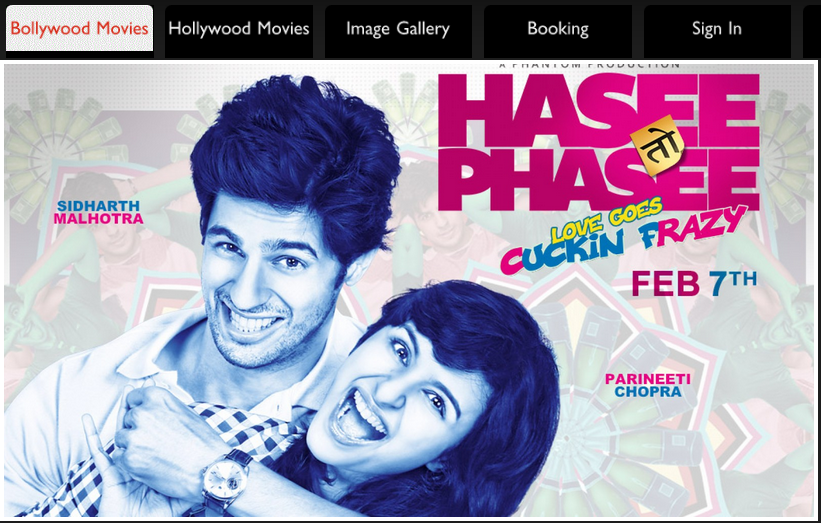 Bollywood Movies
Hollywood Movies
Image Gallery
Booking
Sign In
A PHANTOM PRODUCTION
HASEE
तो
PHASEE
LOVE GOES
CUCKIN FRAZY
FEB 7TH
SIDHARTH
MALHOTRA
PARINEETI
CHOPRA